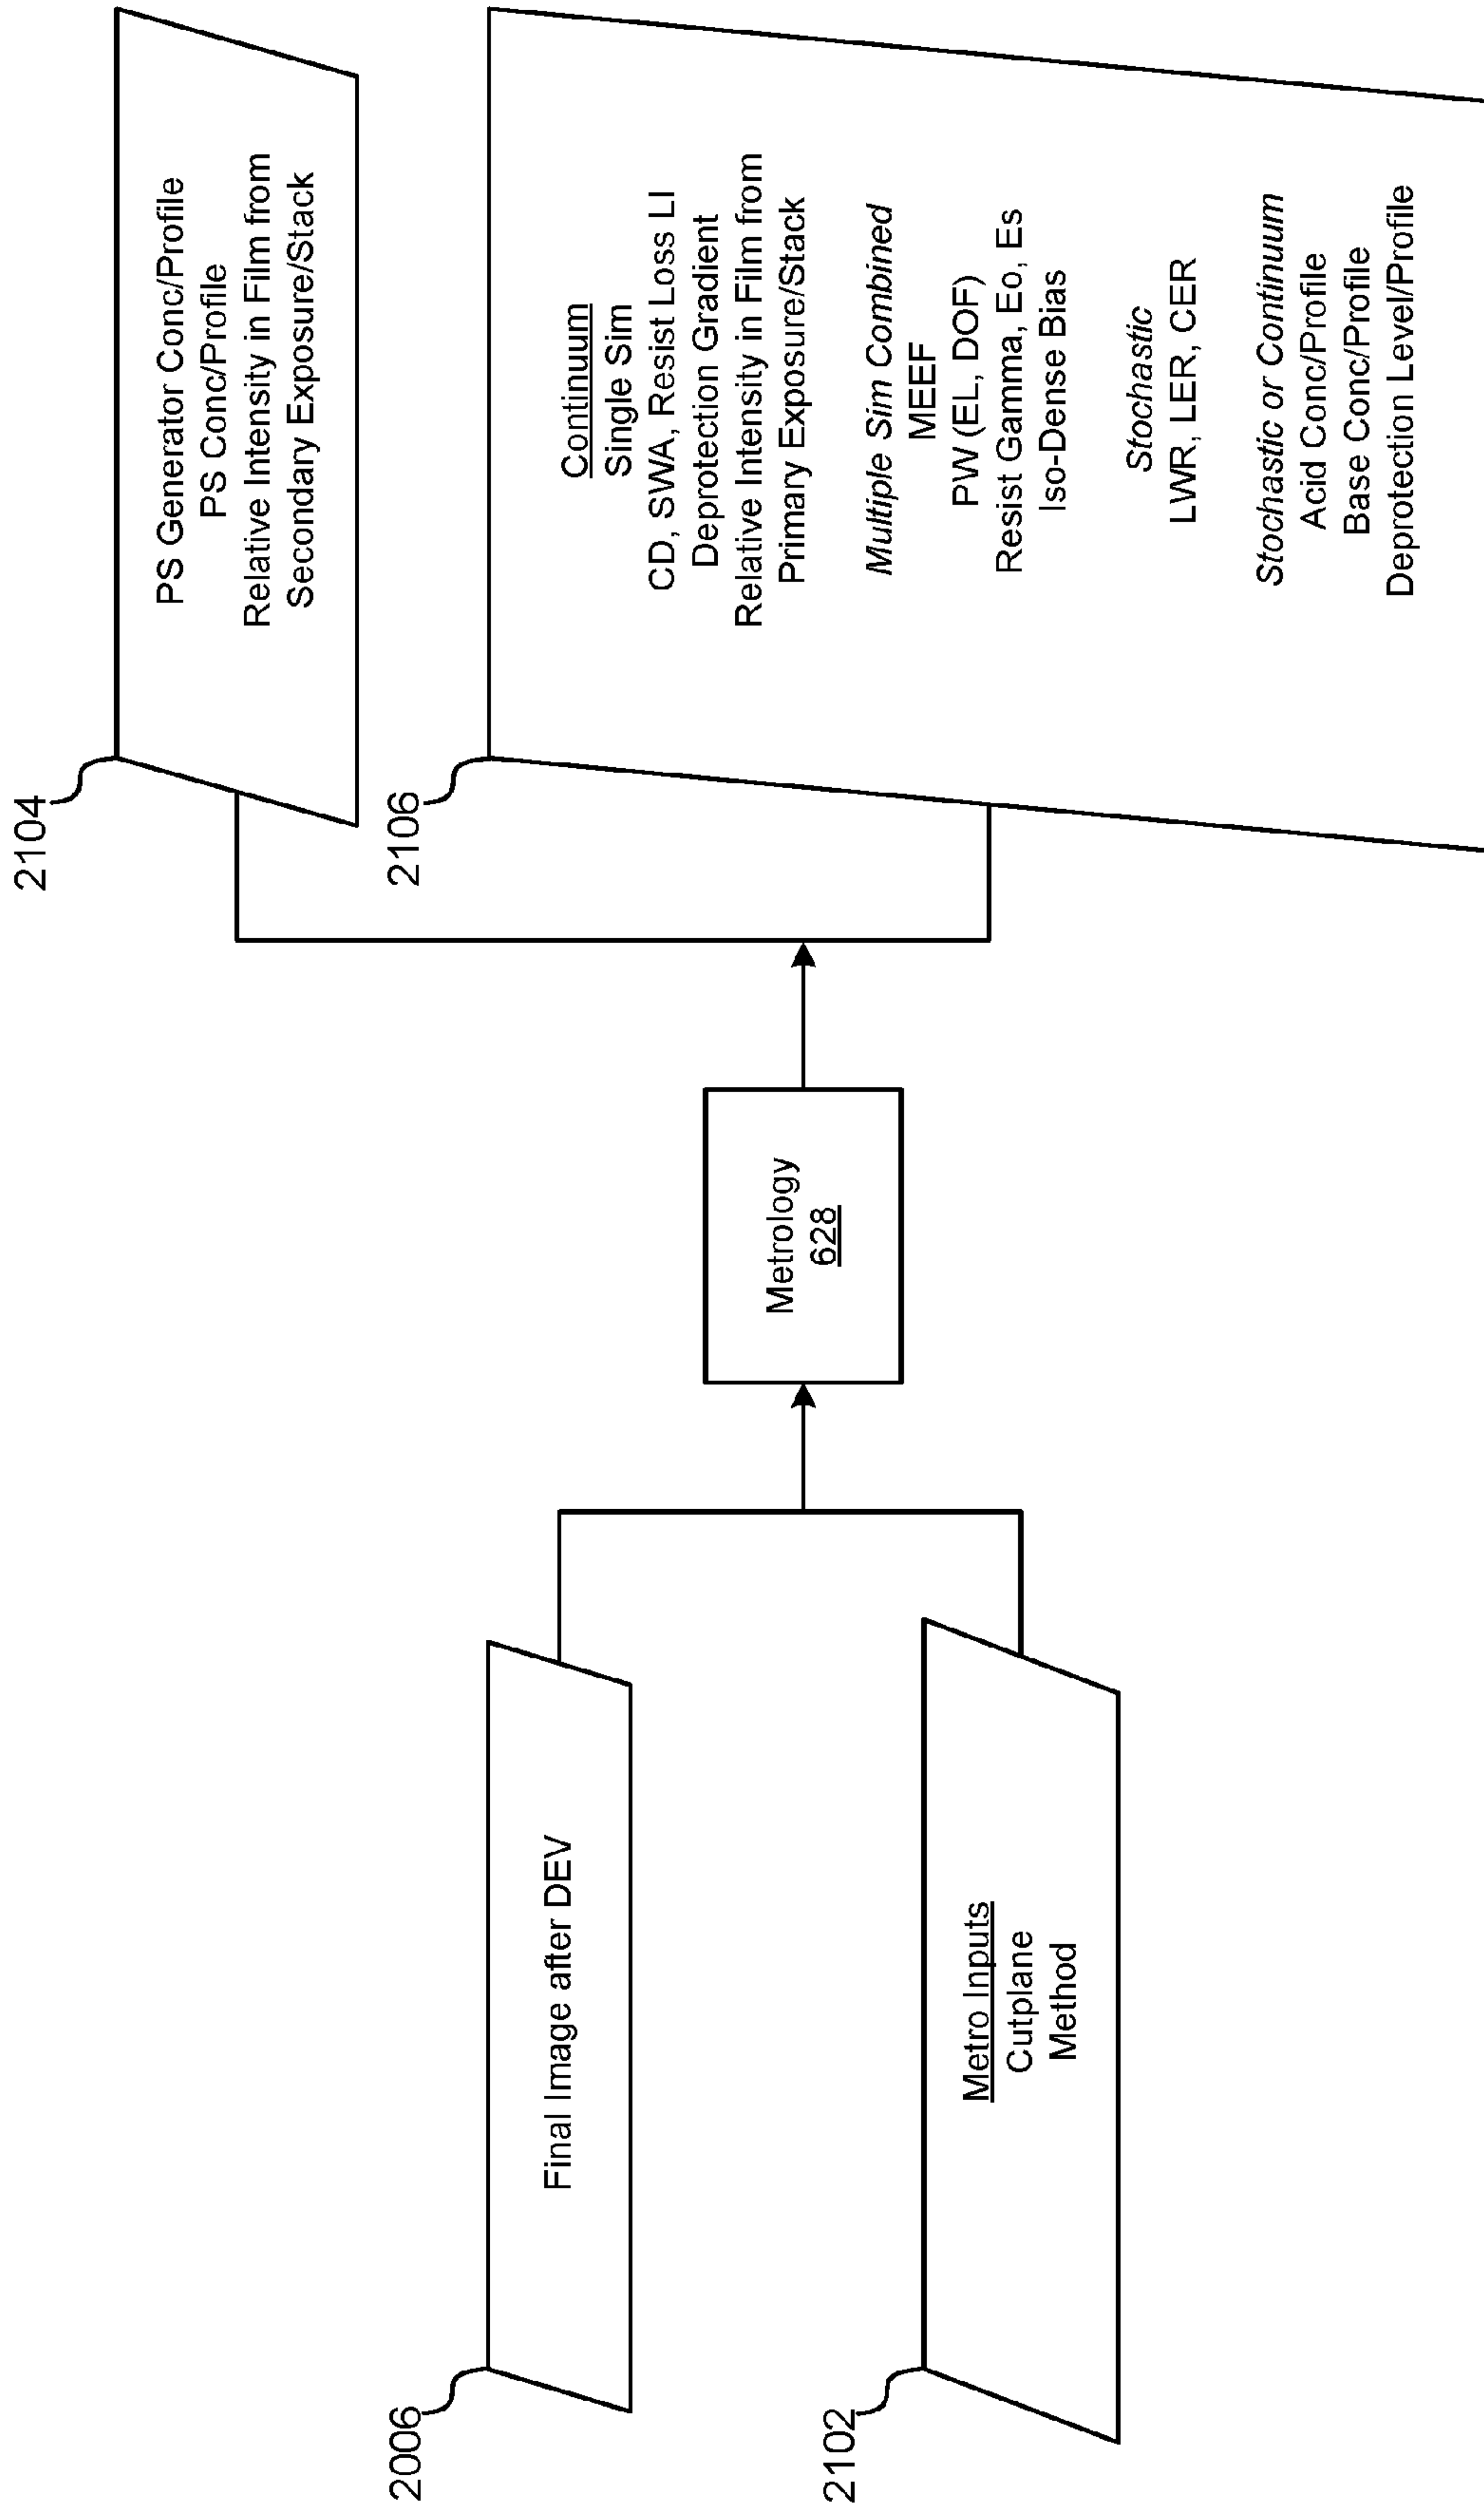 2006
Final Image after DEV
2102
Metro Inputs
Cutplane
Method
Metrology
628
2104
PS Generator Conc/Profile
PS Conc/Profile
Relative Intensity in Film from
Secondary Exposure/Stack
2106
Continuum
Single Sim
CD, SWA, Resist Loss LI
Deprotection Gradient
Relative Intensity in Film from
Primary Exposure/Stack
Multiple Sim Combined
MEEF
PW (EL, DOF)
Resist Gamma, Eo, Es
Iso-Dense Bias
Stochastic
LWR, LER, CER
Stochastic or Continuum
Acid Conc/Profile
Base Conc/Profile
Deprotection Level/Profile